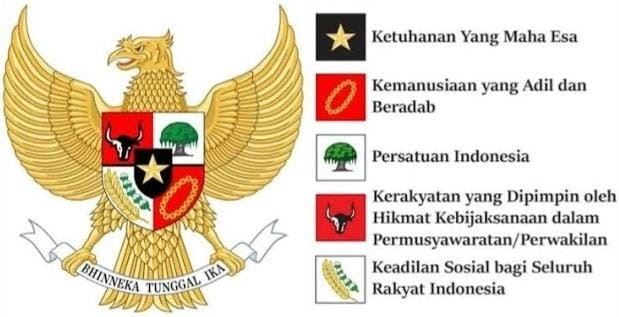 BHINNEKA TUNGGAL IKA
Ketuhanan Yang Maha Esa
Kemanusiaan yang Adil dan
Beradab
Persatuan Indonesia
Kerakyatan yang Dipimpin oleh
Hikmat Kebijaksanaan dalam
Permusyawaratan/Perwakilan
Keadilan Sosial bagi Seluruh
Rakyat Indonesia